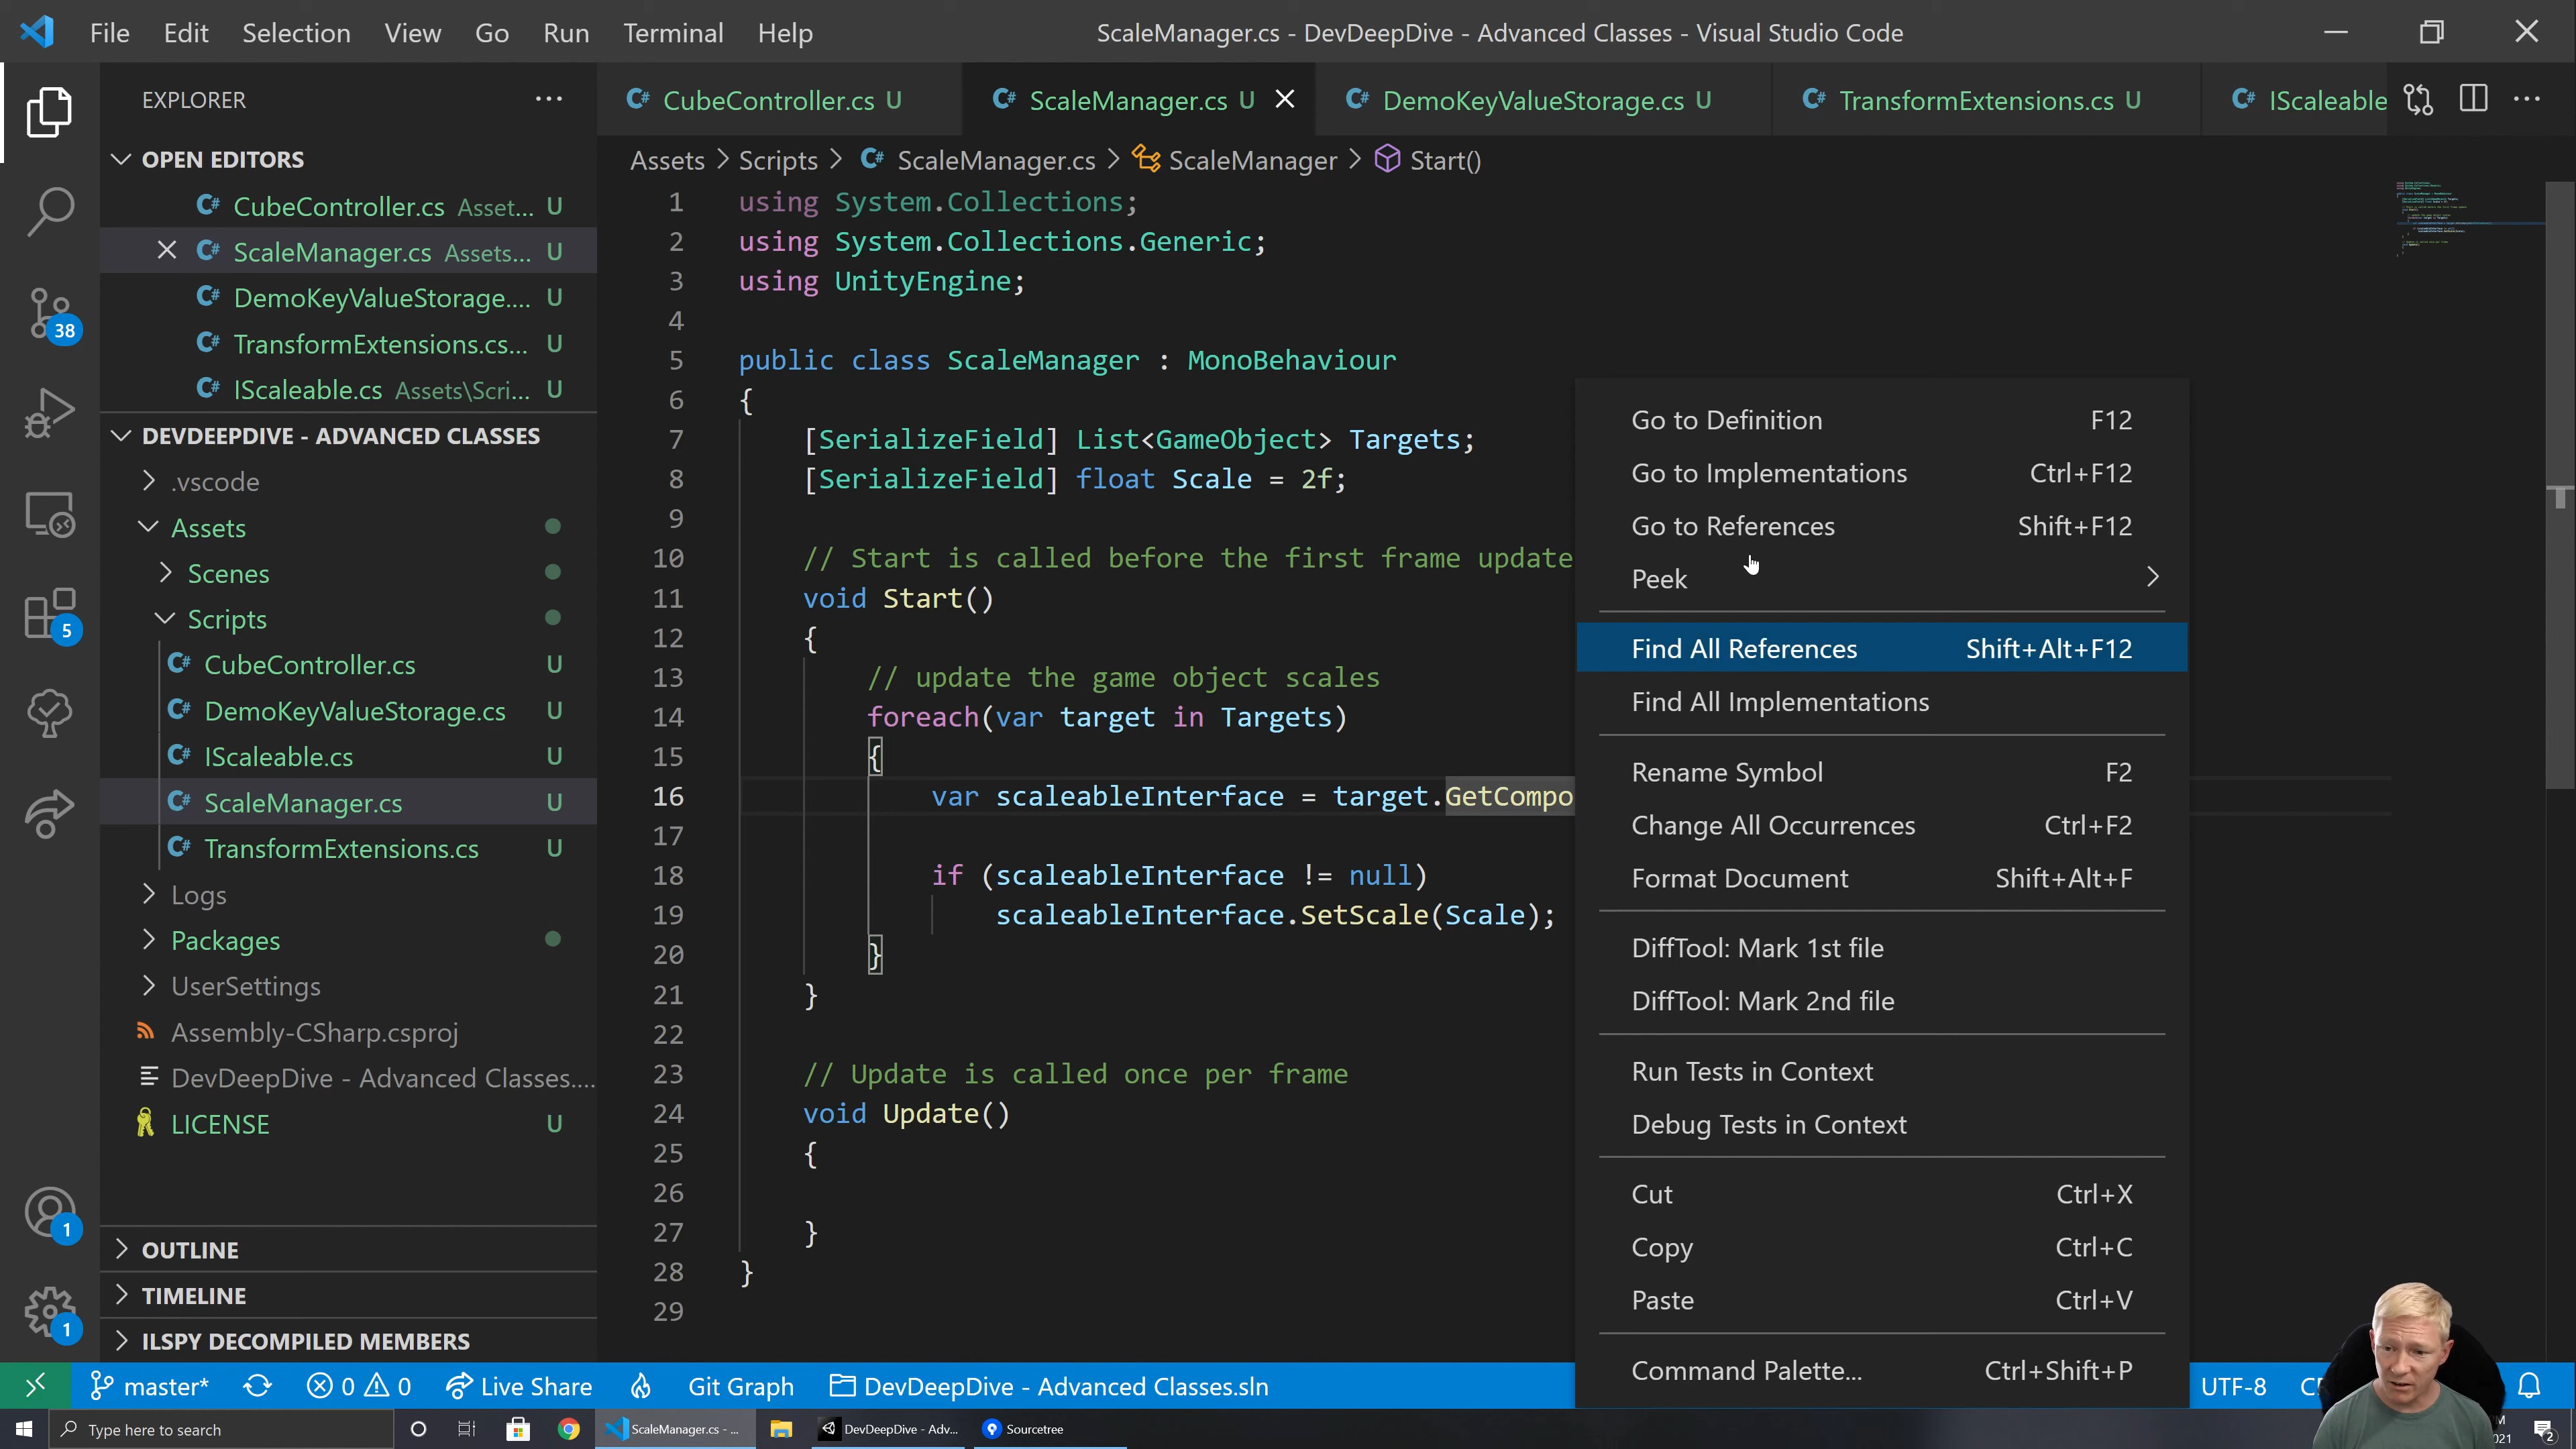 File Edit Selection View Go Run Terminal Help
ScaleManager.cs - DevDeepDive - Advanced Classes - Visual Studio Code
EXPLORER
CubeController.cs U
ScaleManager.cs U
DemoKeyValueStorage.cs U
TransformExtensions.cs U
IScaleable
OPEN EDITORS
CubeController.cs Asset... U
ScaleManager.cs Assets... U
DemoKeyValueStorage.... U
TransformExtensions.cs... U
IScaleable.cs Assets\Scri... U
DEVDEEPDIVE - ADVANCED CLASSES
.vscode
Assets
Scenes
Scripts
CubeController.cs U
DemoKeyValueStorage.cs U
IScaleable.cs U
ScaleManager.cs U
TransformExtensions.cs U
Logs
Packages
UserSettings
Assembly-CSharp.csproj
DevDeepDive - Advanced Classes....
LICENSE U
OUTLINE
TIMELINE
ILSPY DECOMPILED MEMBERS
38
5
1
1
Assets > Scripts > ScaleManager.cs > ScaleManager > Start()
1 using System.Collections;
2 using System.Collections.Generic;
3 using UnityEngine;
4
5 public class ScaleManager : MonoBehaviour
6 {
7 [SerializeField] List<GameObject> Targets;
8 [SerializeField] float Scale = 2f;
9
10 // Start is called before the first frame update
11 void Start()
12 {
13 // update the game object scales
14 foreach(var target in Targets)
15 {
16 var scaleableInterface = target.GetCompo
17
18 if (scaleableInterface != null)
19 scaleableInterface.SetScale(Scale);
20 }
21 }
22
23 // Update is called once per frame
24 void Update()
25 {
26
27 }
28 }
29
Go to Definition F12
Go to Implementations Ctrl+F12
Go to References Shift+F12
Peek
Find All References Shift+Alt+F12
Find All Implementations
Rename Symbol F2
Change All Occurrences Ctrl+F2
Format Document Shift+Alt+F
DiffTool: Mark 1st file
DiffTool: Mark 2nd file
Run Tests in Context
Debug Tests in Context
Cut Ctrl+X
Copy Ctrl+C
Paste Ctrl+V
Command Palette... Ctrl+Shift+P
master* 0 0 Live Share Git Graph DevDeepDive - Advanced Classes.sln UTF-8
Type here to search ScaleManager.cs - ... DevDeepDive - Adv... Sourcetree 2